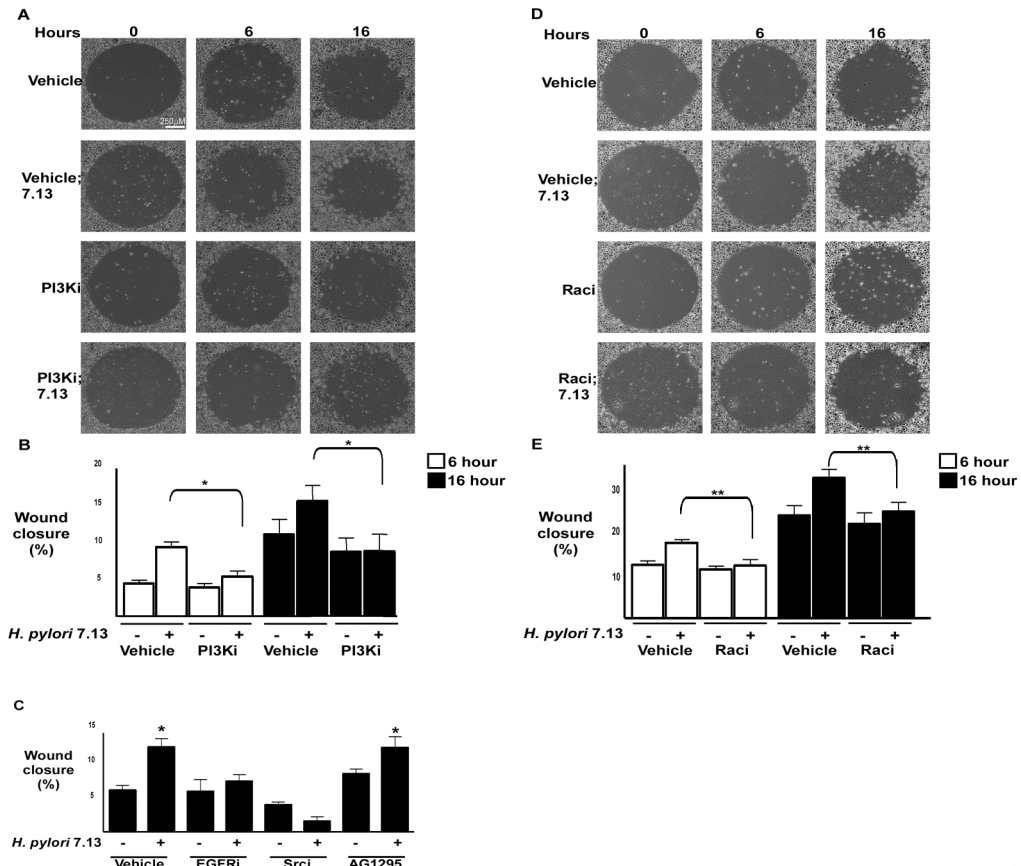 A
Hours 0 6 16
Vehicle
250µM
Vehicle;
7.13
PI3Ki
PI3Ki;
7.13
B
6 hour
16 hour
20
15
10
5
Wound
closure
(%)
*
*
H. pylori 7.13 - + - + - + - +
Vehicle PI3Ki Vehicle PI3Ki
C
15
10
5
Wound
closure
(%)
*
*
H. pylori 7.13 - + - + - + - +
Vehicle EGFRi Srci AG1295
D
Hours 0 6 16
Vehicle
Vehicle;
7.13
Raci
Raci;
7.13
E
6 hour
16 hour
30
20
10
Wound
closure
(%)
**
**
H. pylori 7.13 - + - + - + - +
Vehicle Raci Vehicle Raci